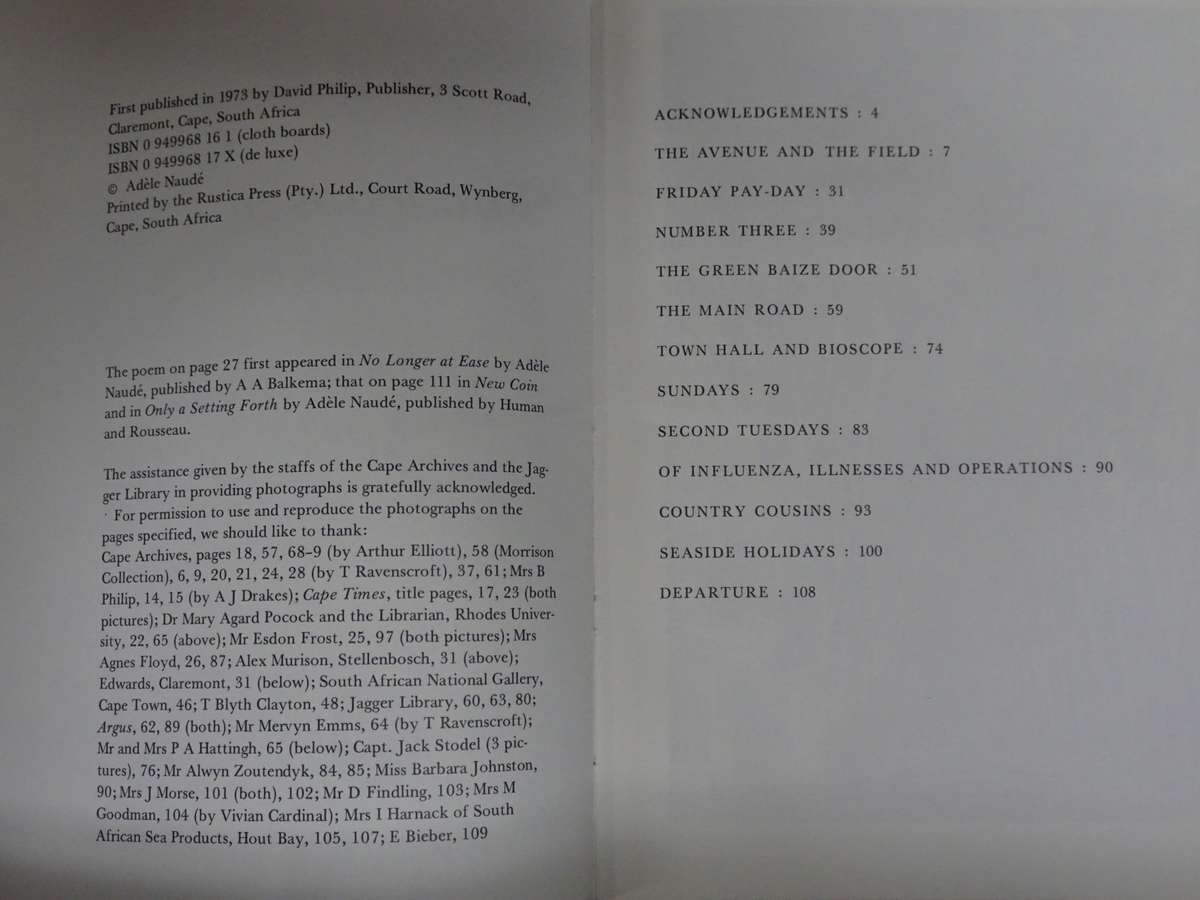 First published in 1973 by David Philip, Publisher, 3 Scott Road,
Claremont, Cape, South Africa
ISBN 0 949968 16 1 (cloth boards)
ISBN 0 949968 17 X (de luxe)
© Adèle Naudé
Printed by the Rustica Press (Pty.) Ltd., Court Road, Wynberg,
Cape, South Africa
The poem on page 27 first appeared in No Longer at Ease by Adèle
Naudé, published by A A Balkema; that on page 111 in New Coin
and in Only a Setting Forth by Adèle Naudé, published by Human
and Rousseau.
The assistance given by the staffs of the Cape Archives and the Jag-
ger Library in providing photographs is gratefully acknowledged.
For permission to use and reproduce the photographs on the
pages specified, we should like to thank:
Cape Archives, pages 18, 57, 68–9 (by Arthur Elliott), 58 (Morrison
Collection), 6, 9, 20, 21, 24, 28 (by T Ravenscroft), 37, 61; Mrs B
Philip, 14, 15 (by A J Drakes); Cape Times, title pages, 17, 23 (both
pictures); Dr Mary Agard Pocock and the Librarian, Rhodes Univer-
sity, 22, 65 (above); Mr Esdon Frost, 25, 97 (both pictures); Mrs
Agnes Floyd, 26, 87; Alex Murison, Stellenbosch, 31 (above);
Edwards, Claremont, 31 (below); South African National Gallery,
Cape Town, 46; T Blyth Clayton, 48; Jagger Library, 60, 63, 80;
Argus, 62, 89 (both); Mr Mervyn Emms, 64 (by T Ravenscroft);
Mr and Mrs P A Hattingh, 65 (below); Capt. Jack Stodel (3 pic-
tures), 76; Mr Alwyn Zoutendyk, 84, 85; Miss Barbara Johnston,
90; Mrs J Morse, 101 (both), 102; Mr D Findling, 103; Mrs M
Goodman, 104 (by Vivian Cardinal); Mrs I Harnack of South
African Sea Products, Hout Bay, 105, 107; E Bieber, 109
ACKNOWLEDGEMENTS : 4
THE AVENUE AND THE FIELD : 7
FRIDAY PAY-DAY : 31
NUMBER THREE : 39
THE GREEN BAIZE DOOR : 51
THE MAIN ROAD : 59
TOWN HALL AND BIOSCOPE : 74
SUNDAYS : 79
SECOND TUESDAYS : 83
OF INFLUENZA, ILLNESSES AND OPERATIONS : 90
COUNTRY COUSINS : 93
SEASIDE HOLIDAYS : 100
DEPARTURE : 108